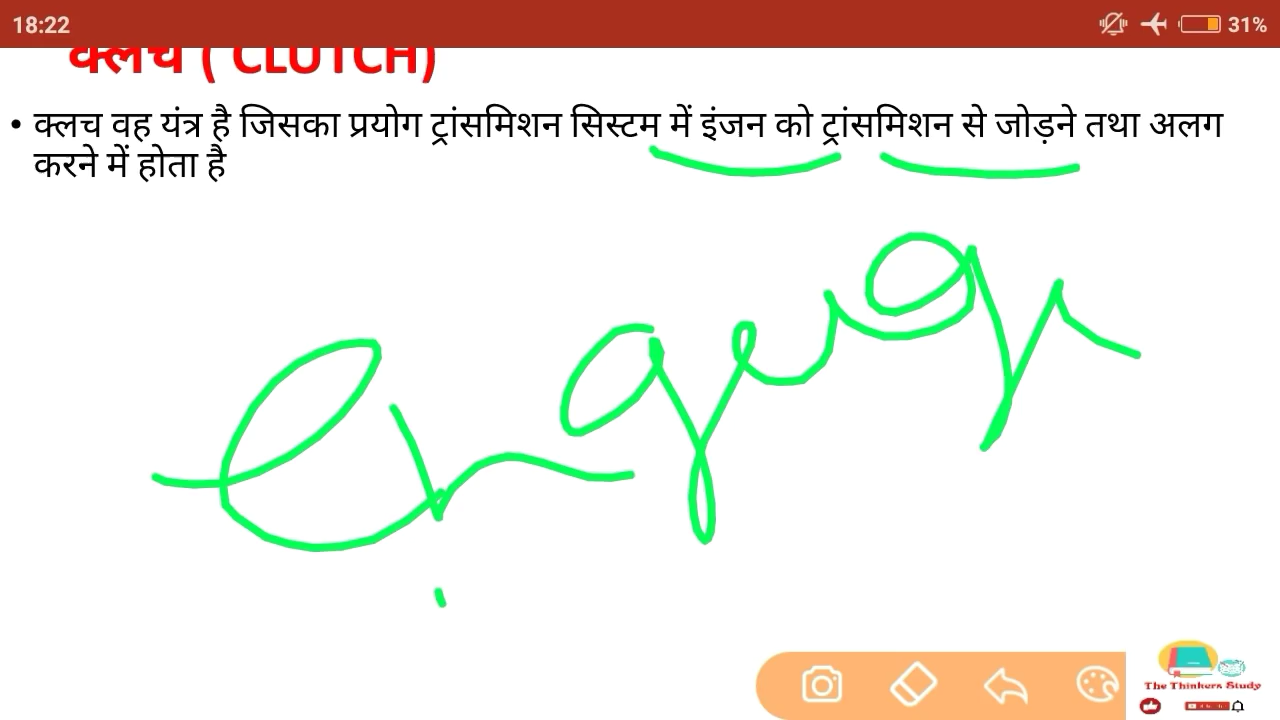 18:22
31%
क्लच ( CLUTCH)
• क्लच वह यंत्र है जिसका प्रयोग ट्रांसमिशन सिस्टम में इंजन को ट्रांसमिशन से जोड़ने तथा अलग
करने में होता है
The Thinkers Study